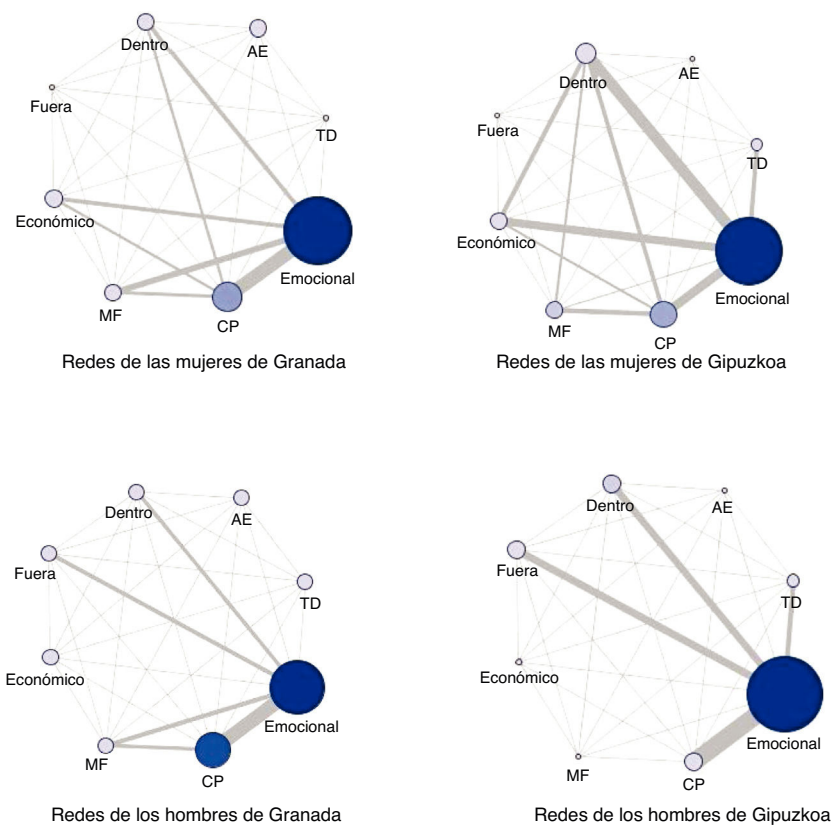 Dentro
AE
Fuera
TD
Económico
Emocional
MF
CP
Redes de las mujeres de Granada
Dentro
AE
Fuera
TD
Económico
Emocional
MF
CP
Redes de las mujeres de Gipuzkoa
Dentro
AE
Fuera
TD
Económico
Emocional
MF
CP
Redes de los hombres de Granada
Dentro
AE
Fuera
TD
Económico
Emocional
MF
CP
Redes de los hombres de Gipuzkoa